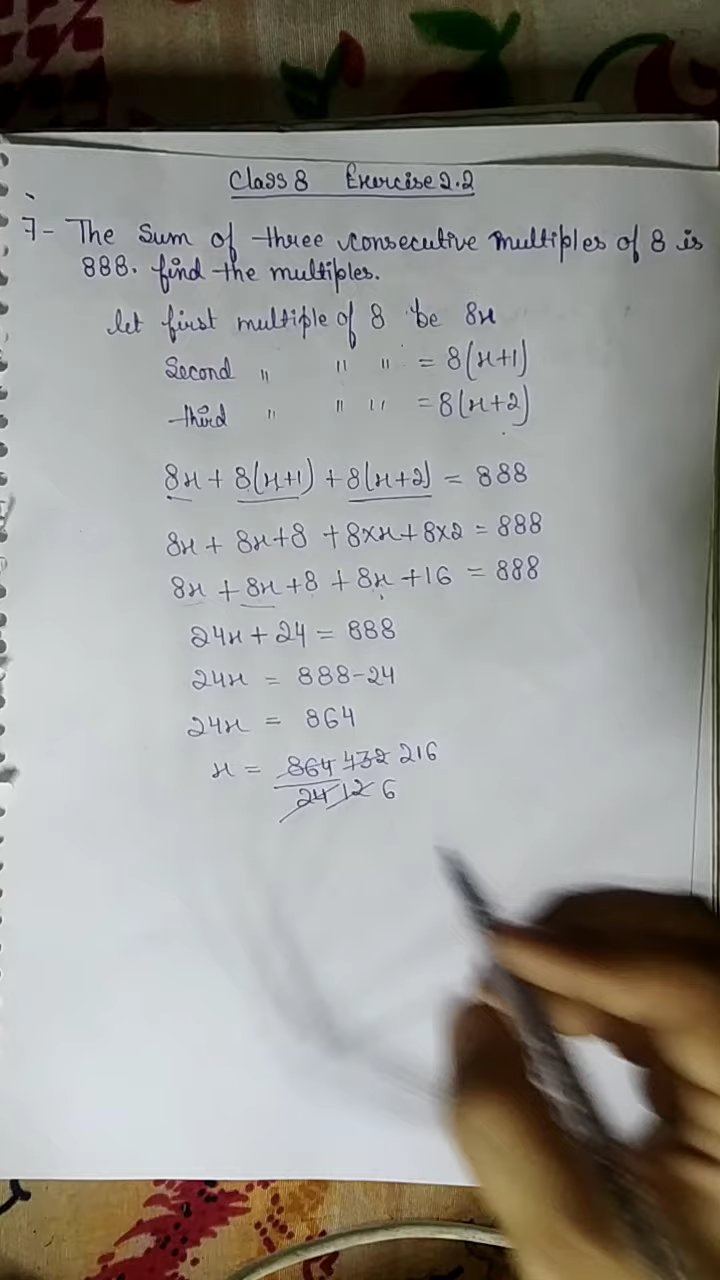 Class 8 Exercise 2.2
7- The Sum of three consecutive multiples of 8 is
888. find the multiples.
let first multiple of 8 be 8x
Second " " " = 8(x+1)
third " " " = 8(x+2)
8x + 8(x+1) + 8(x+2) = 888
8x + 8x+8 + 8×x+8×2 = 888
8x + 8x +8 + 8x +16 = 888
24x + 24 = 888
24x = 888-24
24x = 864
x = 864 432 216
24 12 6